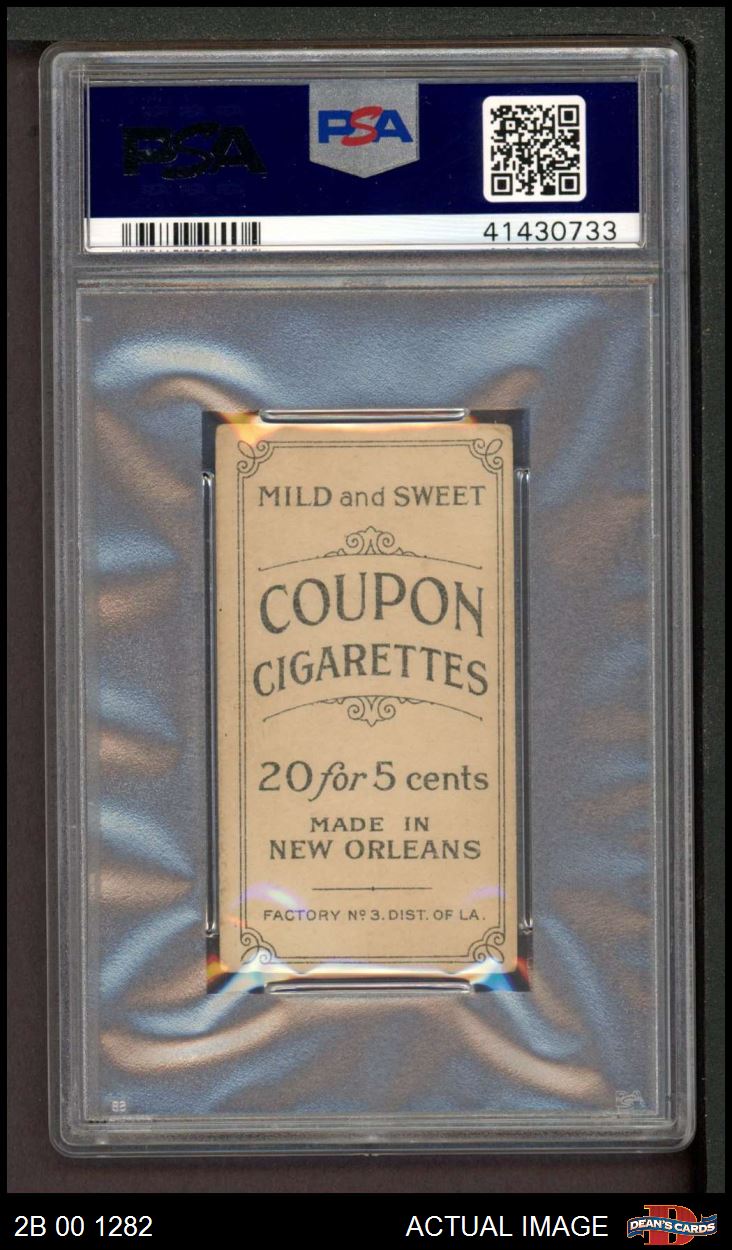 PSA
PSA
41430733
MILD and SWEET
COUPON
CIGARETTES
20 for 5 cents
MADE IN
NEW ORLEANS
FACTORY Nº 3. DIST. OF LA.
2B 00 1282
ACTUAL IMAGE
DEAN'S CARDS